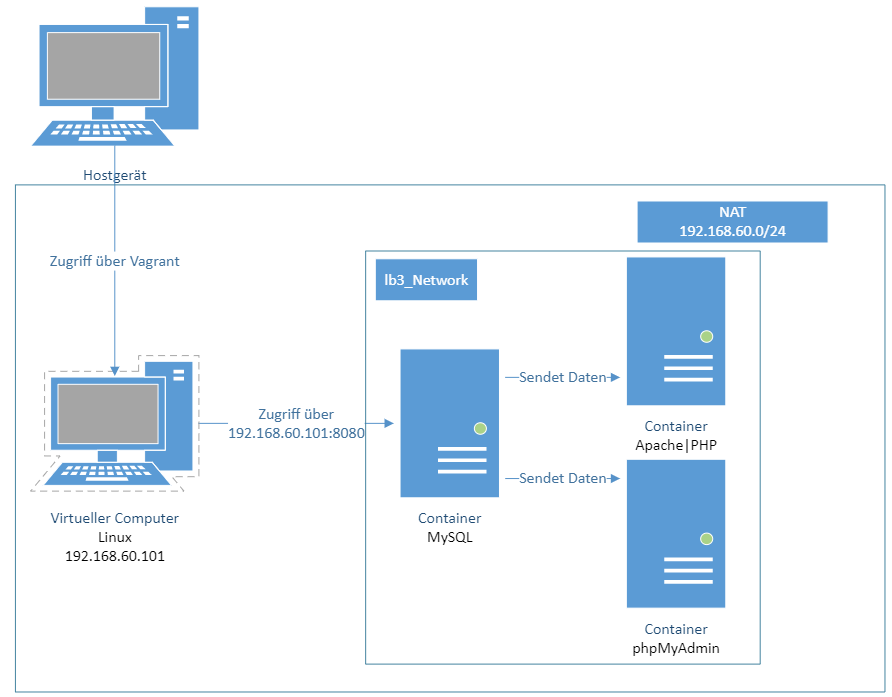 Hostgerät
NAT
192.168.60.0/24
Zugriff über Vagrant
lb3_Network
Sendet Daten
Container
Apache|PHP
Zugriff über
192.168.60.101:8080
Sendet Daten
Virtueller Computer
Linux
192.168.60.101
Container
MySQL
Container
phpMyAdmin